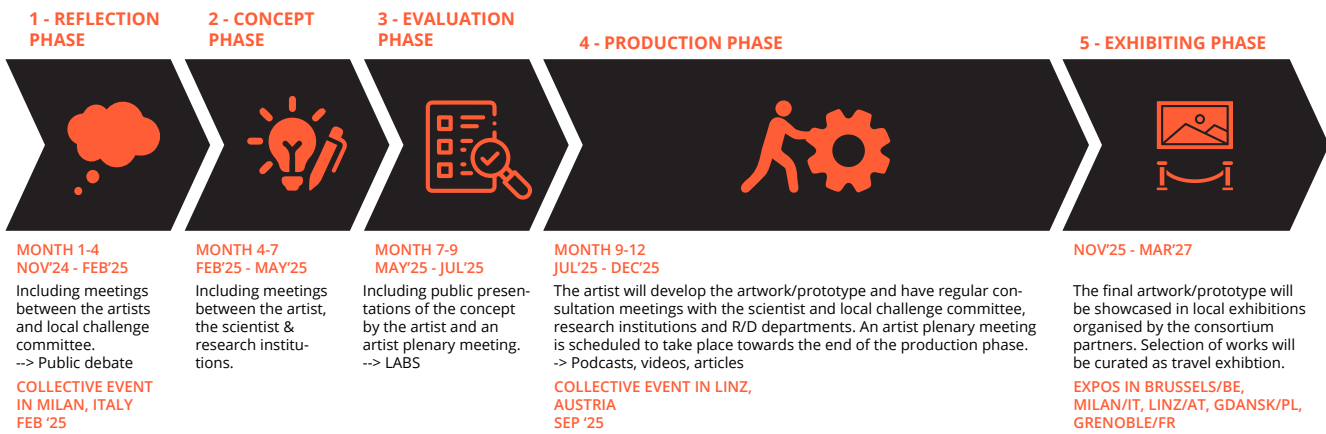 1 - REFLECTION
PHASE
2 - CONCEPT
PHASE
3 - EVALUATION
PHASE
4 - PRODUCTION PHASE
5 - EXHIBITING PHASE
MONTH 1-4
NOV’24 - FEB’25
Including meetings
between the artists
and local challenge
committee.
--> Public debate
COLLECTIVE EVENT
IN MILAN, ITALY
FEB ‘25
MONTH 4-7
FEB’25 - MAY’25
Including meetings
between the artist,
the scientist &
research institu-
tions.
MONTH 7-9
MAY’25 - JUL’25
Including public presen-
tations of the concept
by the artist and an
artist plenary meeting.
--> LABS
MONTH 9-12
JUL’25 - DEC’25
The artist will develop the artwork/prototype and have regular con-
sultation meetings with the scientist and local challenge committee,
research institutions and R/D departments. An artist plenary meeting
is scheduled to take place towards the end of the production phase.
-> Podcasts, videos, articles
COLLECTIVE EVENT IN LINZ,
AUSTRIA
SEP ‘25
NOV’25 - MAR’27
The final artwork/prototype will
be showcased in local exhibitions
organised by the consortium
partners. Selection of works will
be curated as travel exhibtion.
EXPOS IN BRUSSELS/BE,
MILAN/IT, LINZ/AT, GDANSK/PL,
GRENOBLE/FR